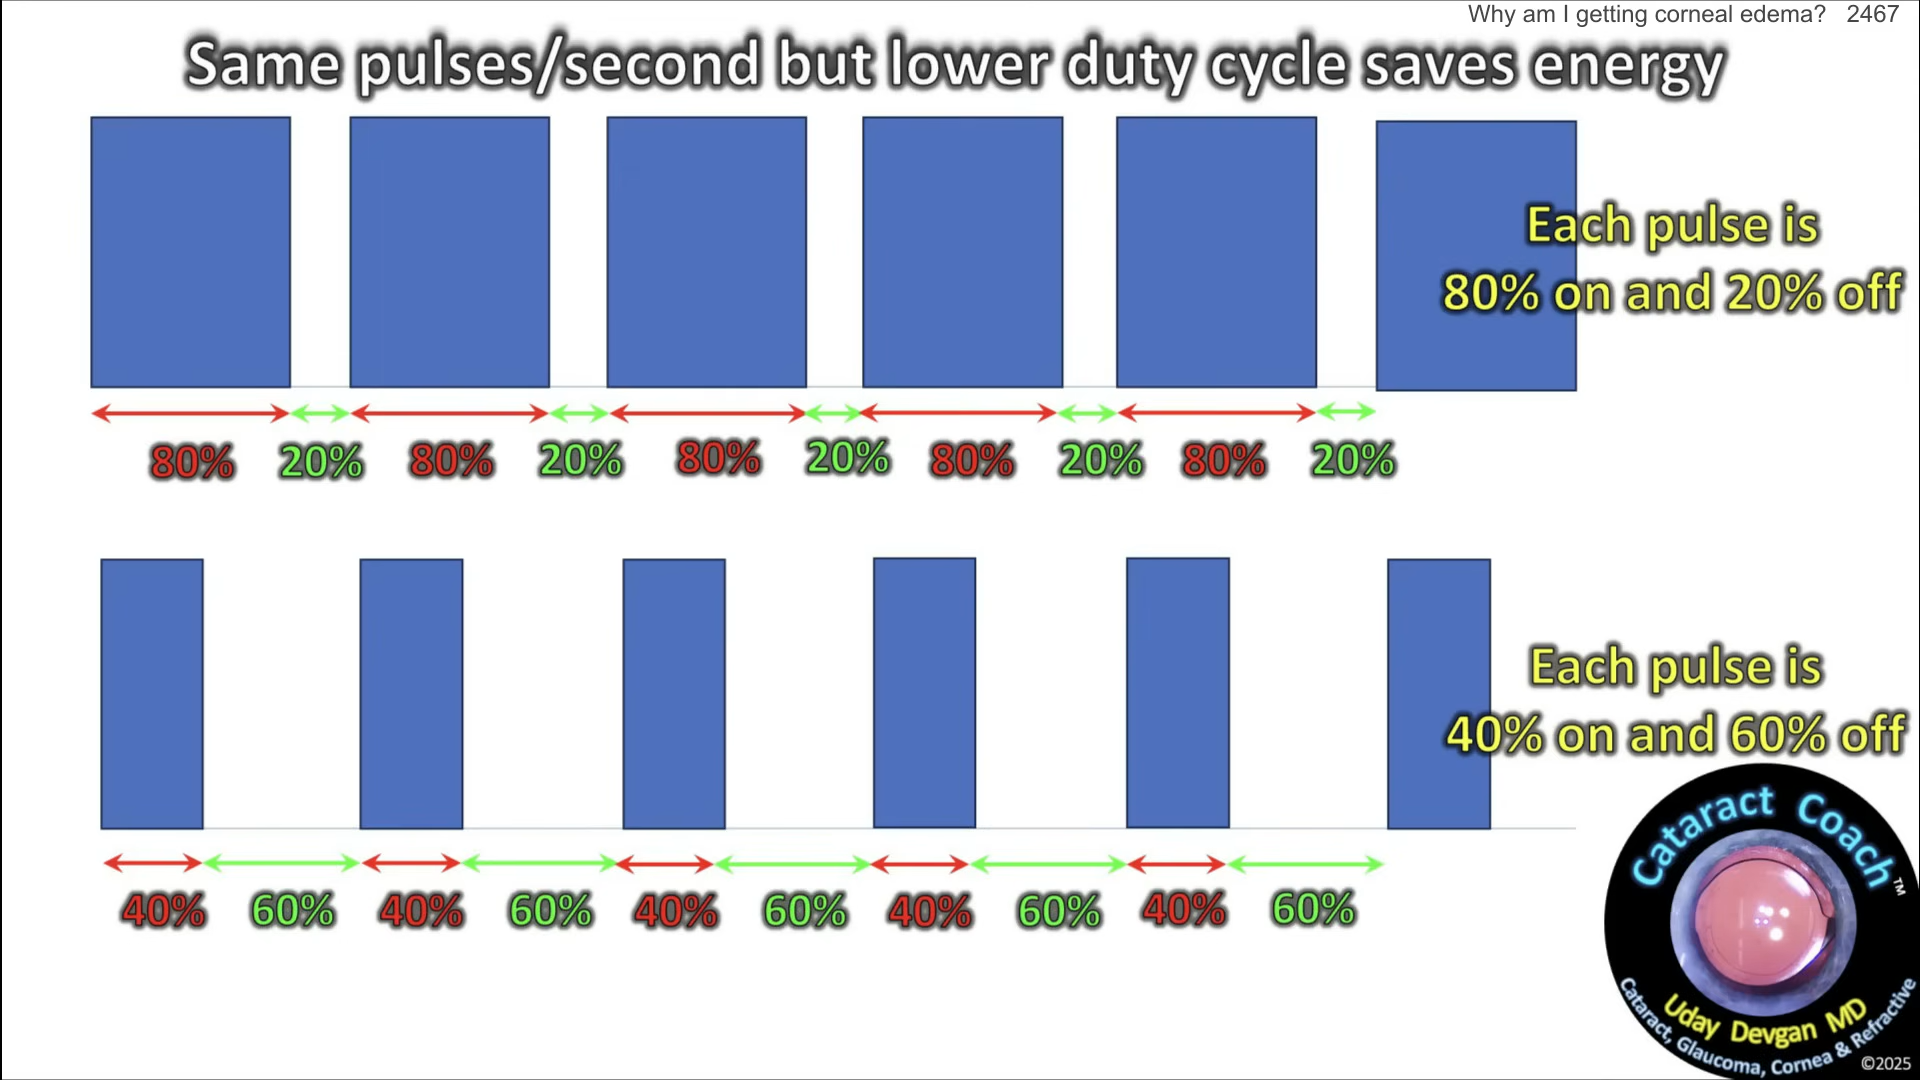 Why am I getting corneal edema? 2467
Same pulses/second but lower duty cycle saves energy
Each pulse is
80% on and 20% off
80% 20% 80% 20% 80% 20% 80% 20% 80% 20%
Each pulse is
40% on and 60% off
40% 60% 40% 60% 40% 60% 40% 60% 40% 60%
Cataract Coach™
Uday Devgan MD
Cataract, Glaucoma, Cornea & Refractive
©2025